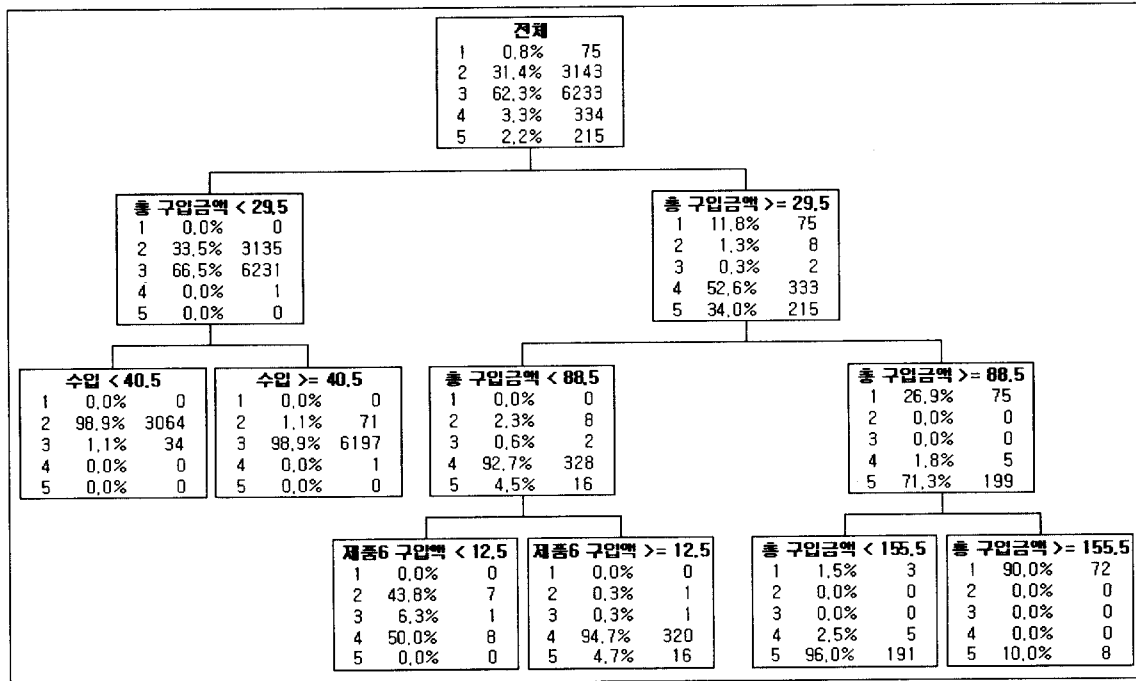 전체
1 0.8% 75
2 31.4% 3143
3 62.3% 6233
4 3.3% 334
5 2.2% 215
총 구입금액 < 29.5
1 0.0% 0
2 33.5% 3135
3 66.5% 6231
4 0.0% 1
5 0.0% 0
총 구입금액 >= 29.5
1 11.8% 75
2 1.3% 8
3 0.3% 2
4 52.6% 333
5 34.0% 215
수입 < 40.5
1 0.0% 0
2 98.9% 3064
3 1.1% 34
4 0.0% 0
5 0.0% 0
수입 >= 40.5
1 0.0% 0
2 1.1% 71
3 98.9% 6197
4 0.0% 1
5 0.0% 0
총 구입금액 < 88.5
1 0.0% 0
2 2.3% 8
3 0.6% 2
4 92.7% 328
5 4.5% 16
총 구입금액 >= 88.5
1 26.9% 75
2 0.0% 0
3 0.0% 0
4 1.8% 5
5 71.3% 199
제품6 구입액 < 12.5
1 0.0% 0
2 43.8% 7
3 6.3% 1
4 50.0% 8
5 0.0% 0
제품6 구입액 >= 12.5
1 0.0% 0
2 0.3% 1
3 0.3% 1
4 94.7% 320
5 4.7% 16
총 구입금액 < 155.5
1 1.5% 3
2 0.0% 0
3 0.0% 0
4 2.5% 5
5 96.0% 191
총 구입금액 >= 155.5
1 90.0% 72
2 0.0% 0
3 0.0% 0
4 0.0% 0
5 10.0% 8